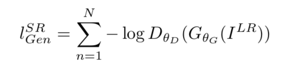 $l^{SR}_{Gen} = \sum_{n=1}^{N} -\log D_{\theta_D}(G_{\theta_G}(I^{LR}))$